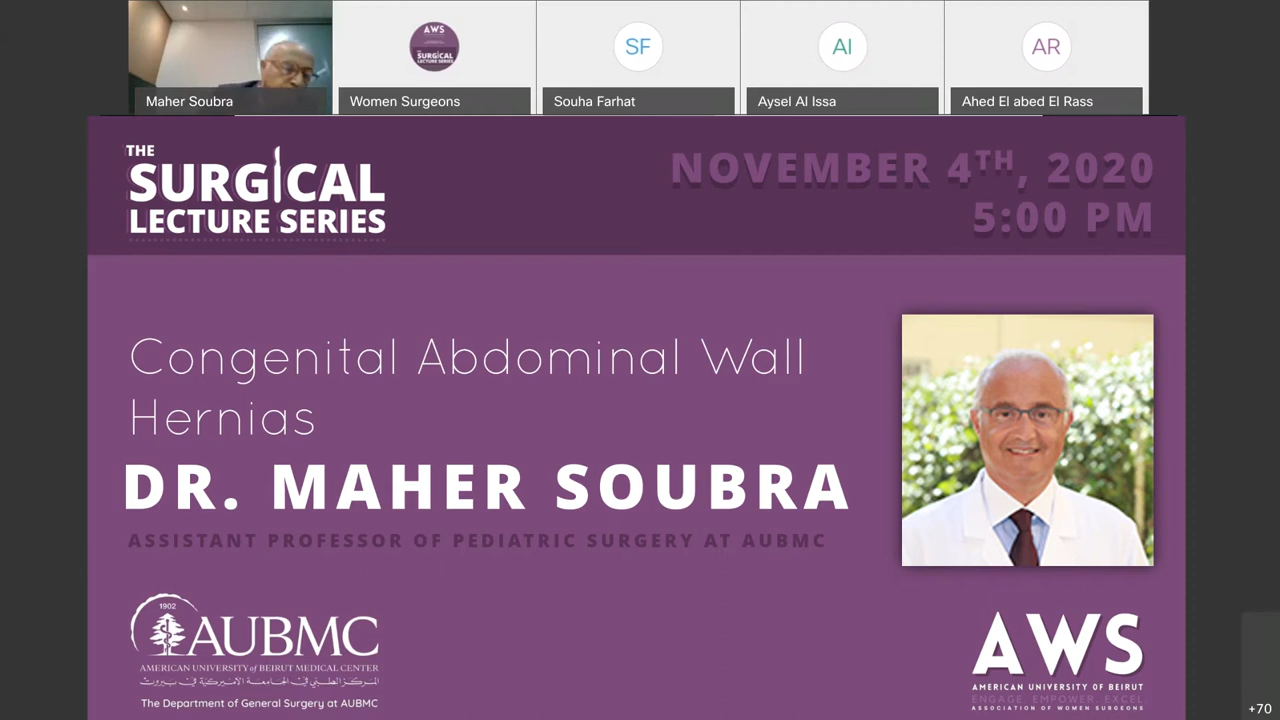 AWS
THE
SURGICAL
LECTURE SERIES
SF
AI
AR
Maher Soubra
Women Surgeons
Souha Farhat
Aysel Al Issa
Ahed El abed El Rass
THE
SURGICAL
LECTURE SERIES
NOVEMBER 4TH, 2020
5:00 PM
Congenital Abdominal Wall
Hernias
DR. MAHER SOUBRA
ASSISTANT PROFESSOR OF PEDIATRIC SURGERY AT AUBMC
1902
AUBMC
AMERICAN UNIVERSITY of BEIRUT MEDICAL CENTER
المركز الطبي في الجامعة الأميركية في بيروت
The Department of General Surgery at AUBMC
AWS
AMERICAN UNIVERSITY OF BEIRUT
ENGAGE. EMPOWER. EXCEL
ASSOCIATION OF WOMEN SURGEONS
+70